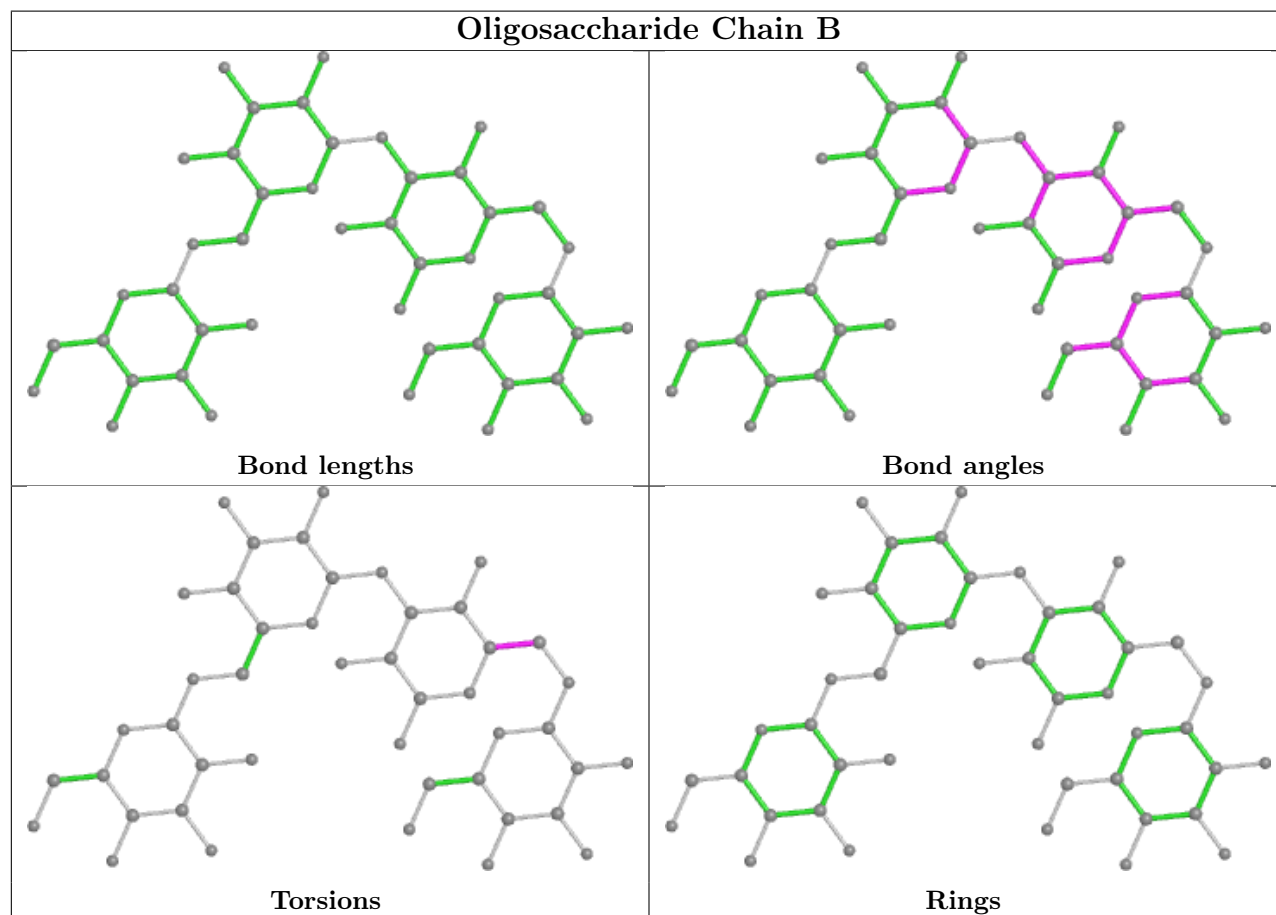 Oligosaccharide Chain B
Bond lengths
Bond angles
Torsions
Rings